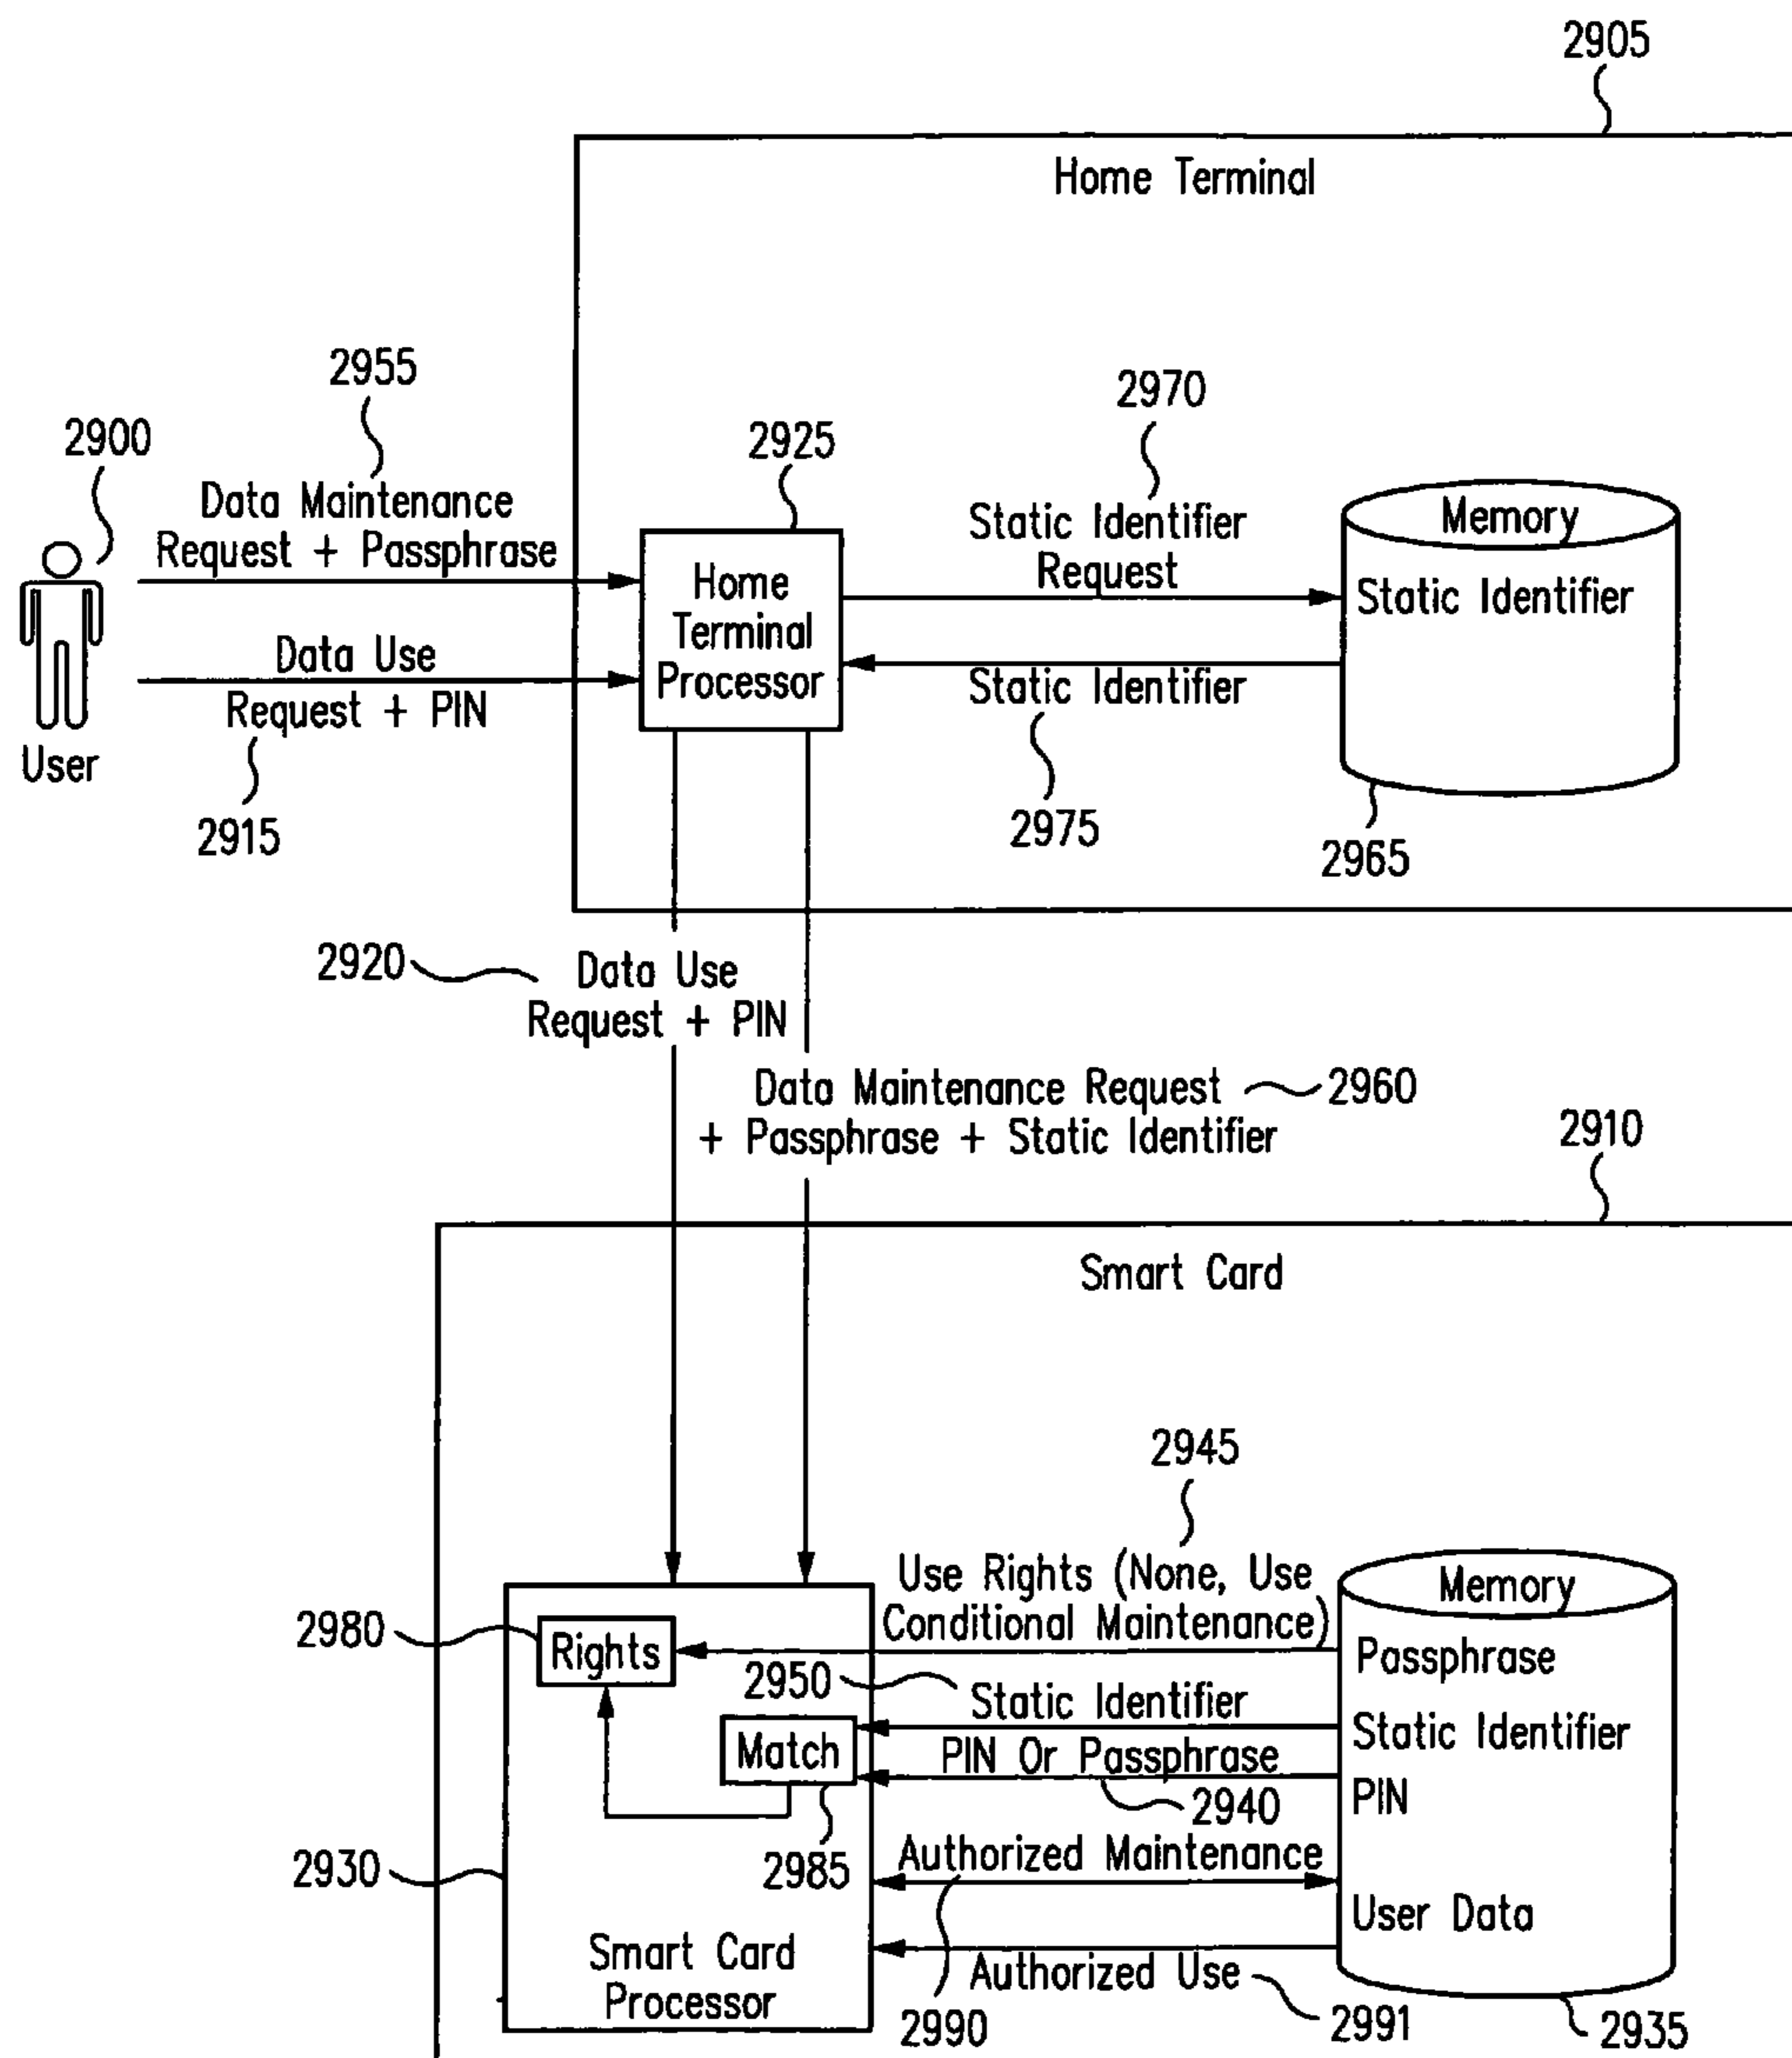 2905
Home Terminal
2955
2970
2900
2925
Data Maintenance
Request + Passphrase
Static Identifier
Request
Memory
Home
Terminal
Processor
Static Identifier
Data Use
Request + PIN
Static Identifier
User
2915
2975
2965
2920
Data Use
Request + PIN
Data Maintenance Request
+ Passphrase + Static Identifier
2960
2910
Smart Card
2945
Use Rights (None, Use
Conditional Maintenance)
Memory
2980
Rights
Passphrase
2950
Static Identifier
Static Identifier
Match
PIN Or Passphrase
PIN
2940
2930
2985
Authorized Maintenance
User Data
Smart Card
Processor
Authorized Use
2990
2991
2935